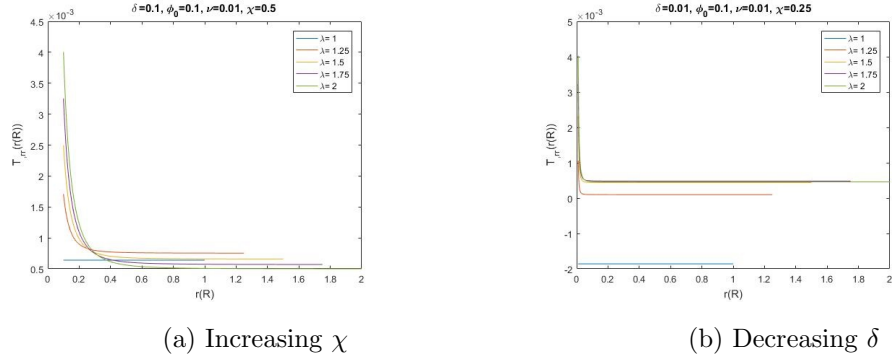 δ=0.1, ϕ₀=0.1, ν=0.01, χ=0.5
×10⁻³
4.5
4
3.5
3
2.5
2
1.5
1
0.5
T,rr(r(R))
0 0.2 0.4 0.6 0.8 1 1.2 1.4 1.6 1.8 2
r(R)
λ= 1
λ= 1.25
λ= 1.5
λ= 1.75
λ= 2
(a) Increasing χ
δ=0.01, ϕ₀=0.1, ν=0.01, χ=0.25
×10⁻³
5
4
3
2
1
0
-1
-2
T,rr(r(R))
0 0.2 0.4 0.6 0.8 1 1.2 1.4 1.6 1.8 2
r(R)
λ= 1
λ= 1.25
λ= 1.5
λ= 1.75
λ= 2
(b) Decreasing δ